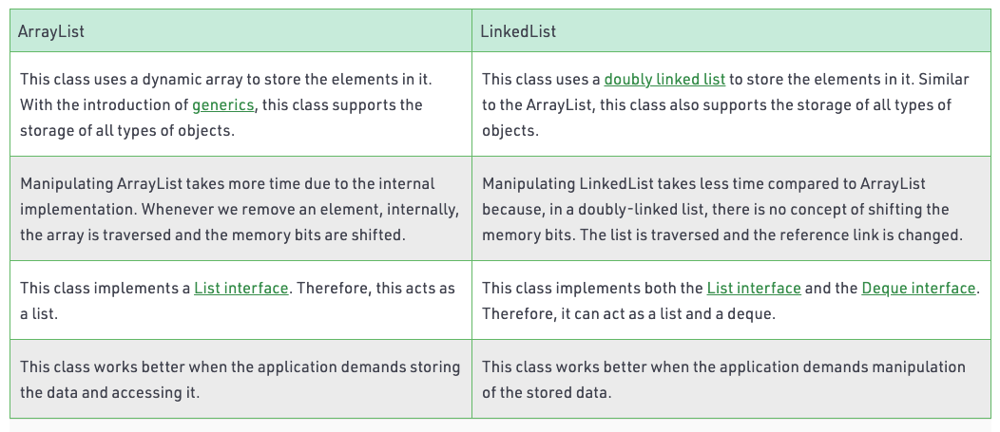 ArrayList
LinkedList
This class uses a dynamic array to store the elements in it.
With the introduction of generics, this class supports the
storage of all types of objects.
This class uses a doubly linked list to store the elements in it. Similar
to the ArrayList, this class also supports the storage of all types of
objects.
Manipulating ArrayList takes more time due to the internal
implementation. Whenever we remove an element, internally,
the array is traversed and the memory bits are shifted.
Manipulating LinkedList takes less time compared to ArrayList
because, in a doubly-linked list, there is no concept of shifting the
memory bits. The list is traversed and the reference link is changed.
This class implements a List interface. Therefore, this acts as
a list.
This class implements both the List interface and the Deque interface.
Therefore, it can act as a list and a deque.
This class works better when the application demands storing
the data and accessing it.
This class works better when the application demands manipulation
of the stored data.